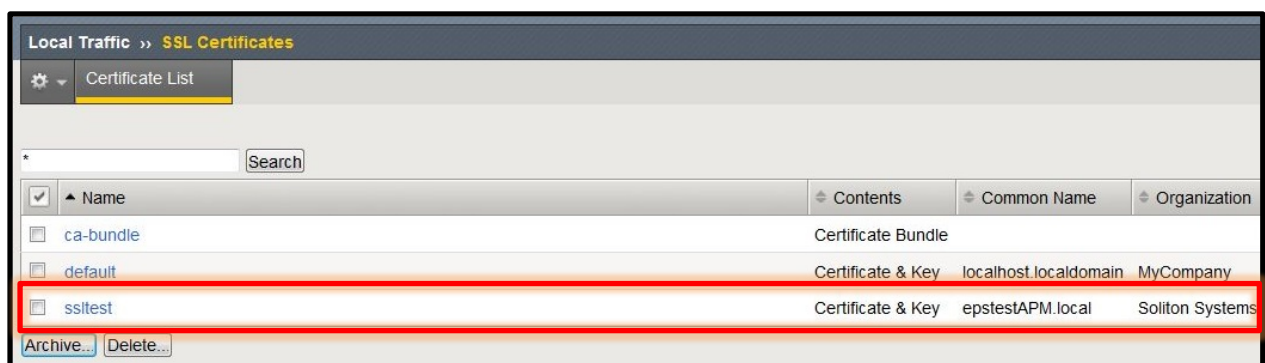 Local Traffic ›› SSL Certificates
Certificate List
* Search
Name Contents Common Name Organization
ca-bundle Certificate Bundle
default Certificate & Key localhost.localdomain MyCompany
ssltest Certificate & Key epstestAPM.local Soliton Systems
Archive... Delete...